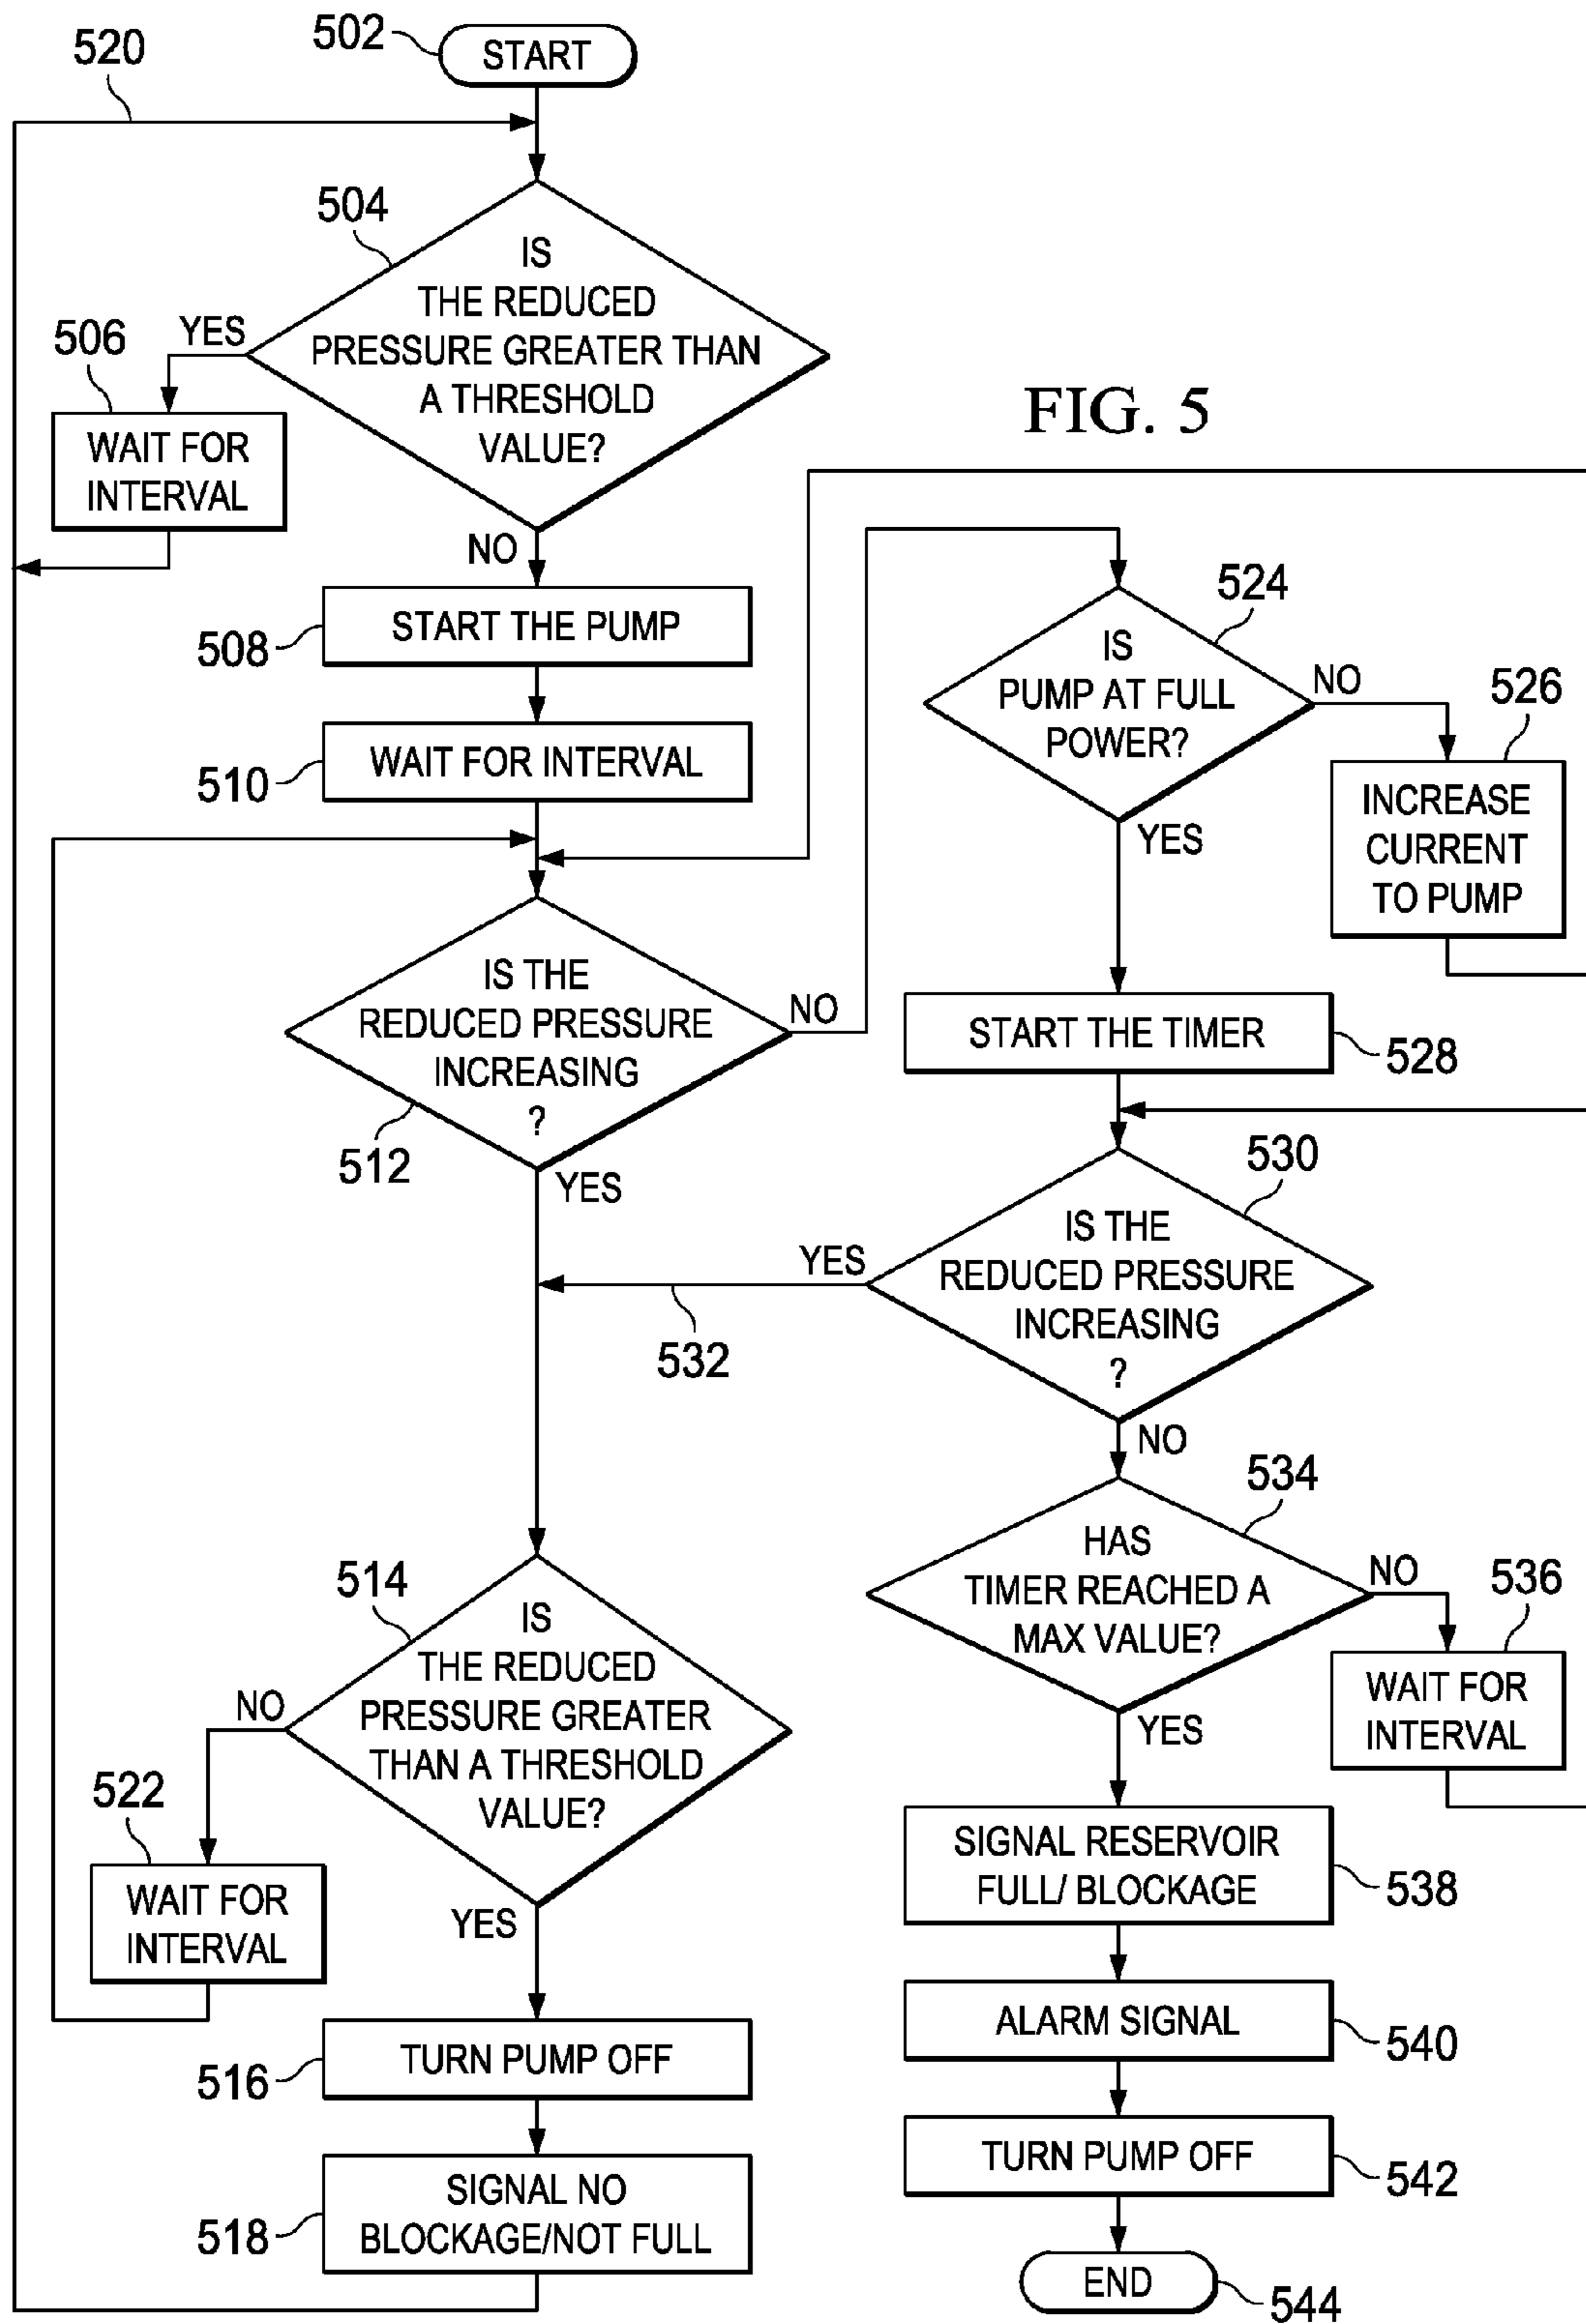 502
START
520
504
IS
THE REDUCED
PRESSURE GREATER THAN
A THRESHOLD
VALUE?
YES
506
WAIT FOR
INTERVAL
NO
508
START THE PUMP
510
WAIT FOR INTERVAL
512
IS THE
REDUCED PRESSURE
INCREASING
?
NO
YES
514
IS
THE REDUCED
PRESSURE GREATER
THAN A THRESHOLD
VALUE?
NO
522
WAIT FOR
INTERVAL
YES
516
TURN PUMP OFF
518
SIGNAL NO
BLOCKAGE/NOT FULL
FIG. 5
524
IS
PUMP AT FULL
POWER?
NO
526
INCREASE
CURRENT
TO PUMP
YES
START THE TIMER
528
530
IS THE
REDUCED PRESSURE
INCREASING
?
YES
532
NO
534
HAS
TIMER REACHED A
MAX VALUE?
NO
536
WAIT FOR
INTERVAL
YES
SIGNAL RESERVOIR
FULL/ BLOCKAGE
538
ALARM SIGNAL
540
TURN PUMP OFF
542
END
544